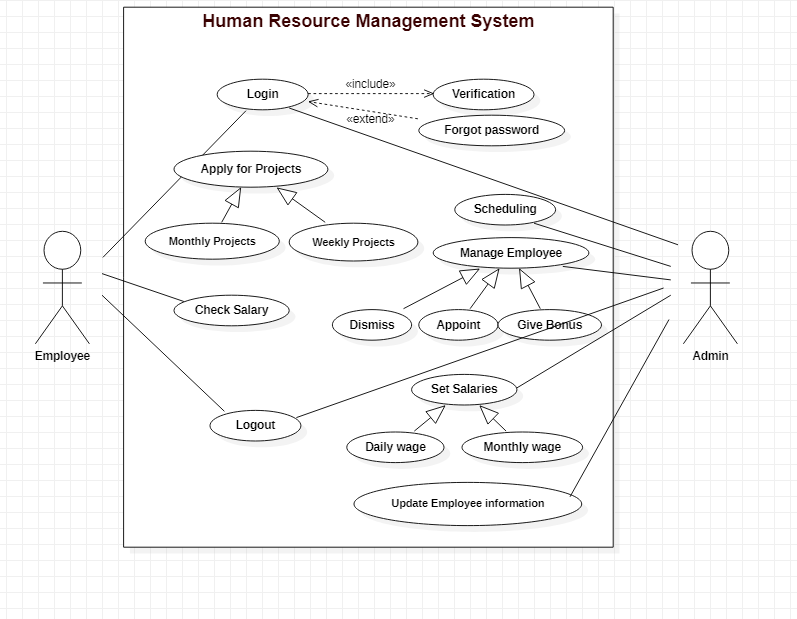 Human Resource Management System
Login
«include»
Verification
«extend»
Forgot password
Apply for Projects
Scheduling
Monthly Projects
Weekly Projects
Manage Employee
Check Salary
Dismiss
Appoint
Give Bonus
Employee
Admin
Set Salaries
Logout
Daily wage
Monthly wage
Update Employee information